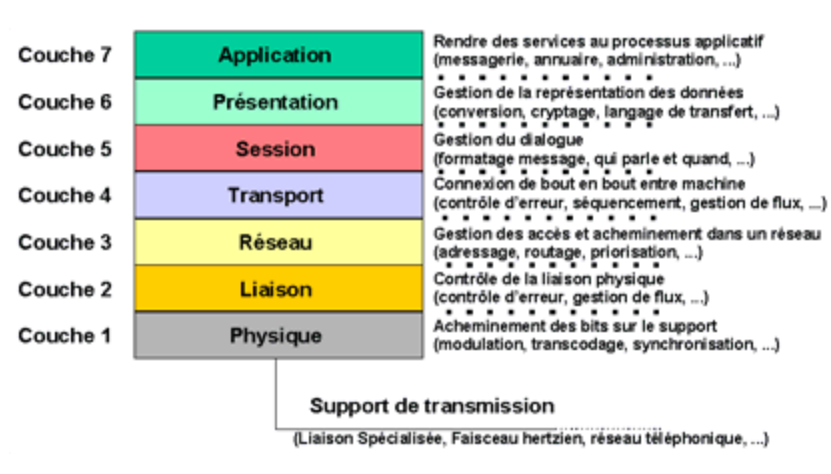 Couche 7 Application Rendre des services au processus applicatif
(messagerie, annuaire, administration, ...)
Couche 6 Présentation Gestion de la représentation des données
(conversion, cryptage, langage de transfert, ...)
Couche 5 Session Gestion du dialogue
(formatage message, qui parle et quand, ...)
Couche 4 Transport Connexion de bout en bout entre machine
(contrôle d'erreur, séquencement, gestion de flux, ...)
Couche 3 Réseau Gestion des accès et acheminement dans un réseau
(adressage, routage, priorisation, ...)
Couche 2 Liaison Contrôle de la liaison physique
(contrôle d'erreur, gestion de flux, ...)
Couche 1 Physique Acheminement des bits sur le support
(modulation, transcodage, synchronisation, ...)
Support de transmission
(Liaison Spécialisée, Faisceau hertzien, réseau téléphonique, ...)